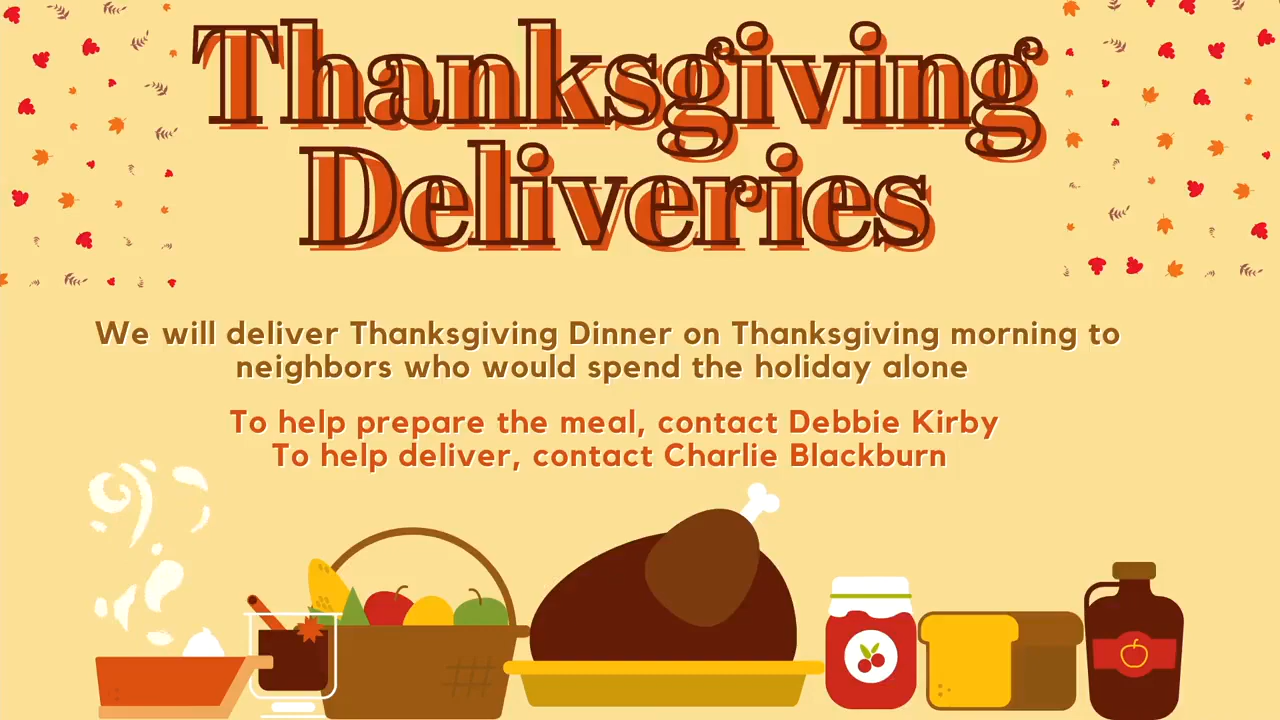 Thanksgiving
Deliveries
We will deliver Thanksgiving Dinner on Thanksgiving morning to
neighbors who would spend the holiday alone
To help prepare the meal, contact Debbie Kirby
To help deliver, contact Charlie Blackburn